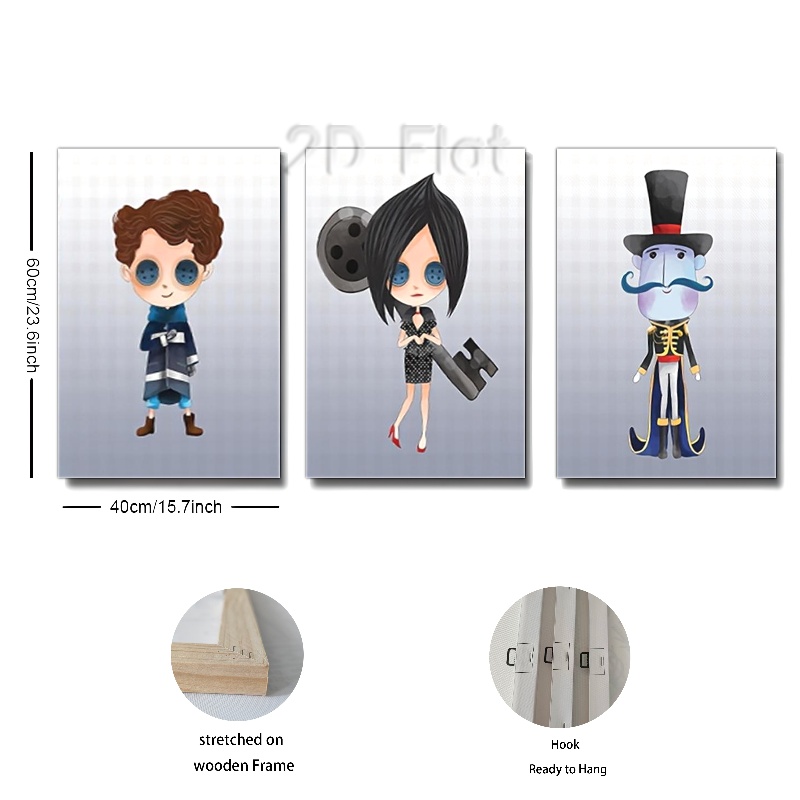 2D Flat
60cm/23.6inch
40cm/15.7inch
stretched on
wooden Frame
Hook
Ready to Hang